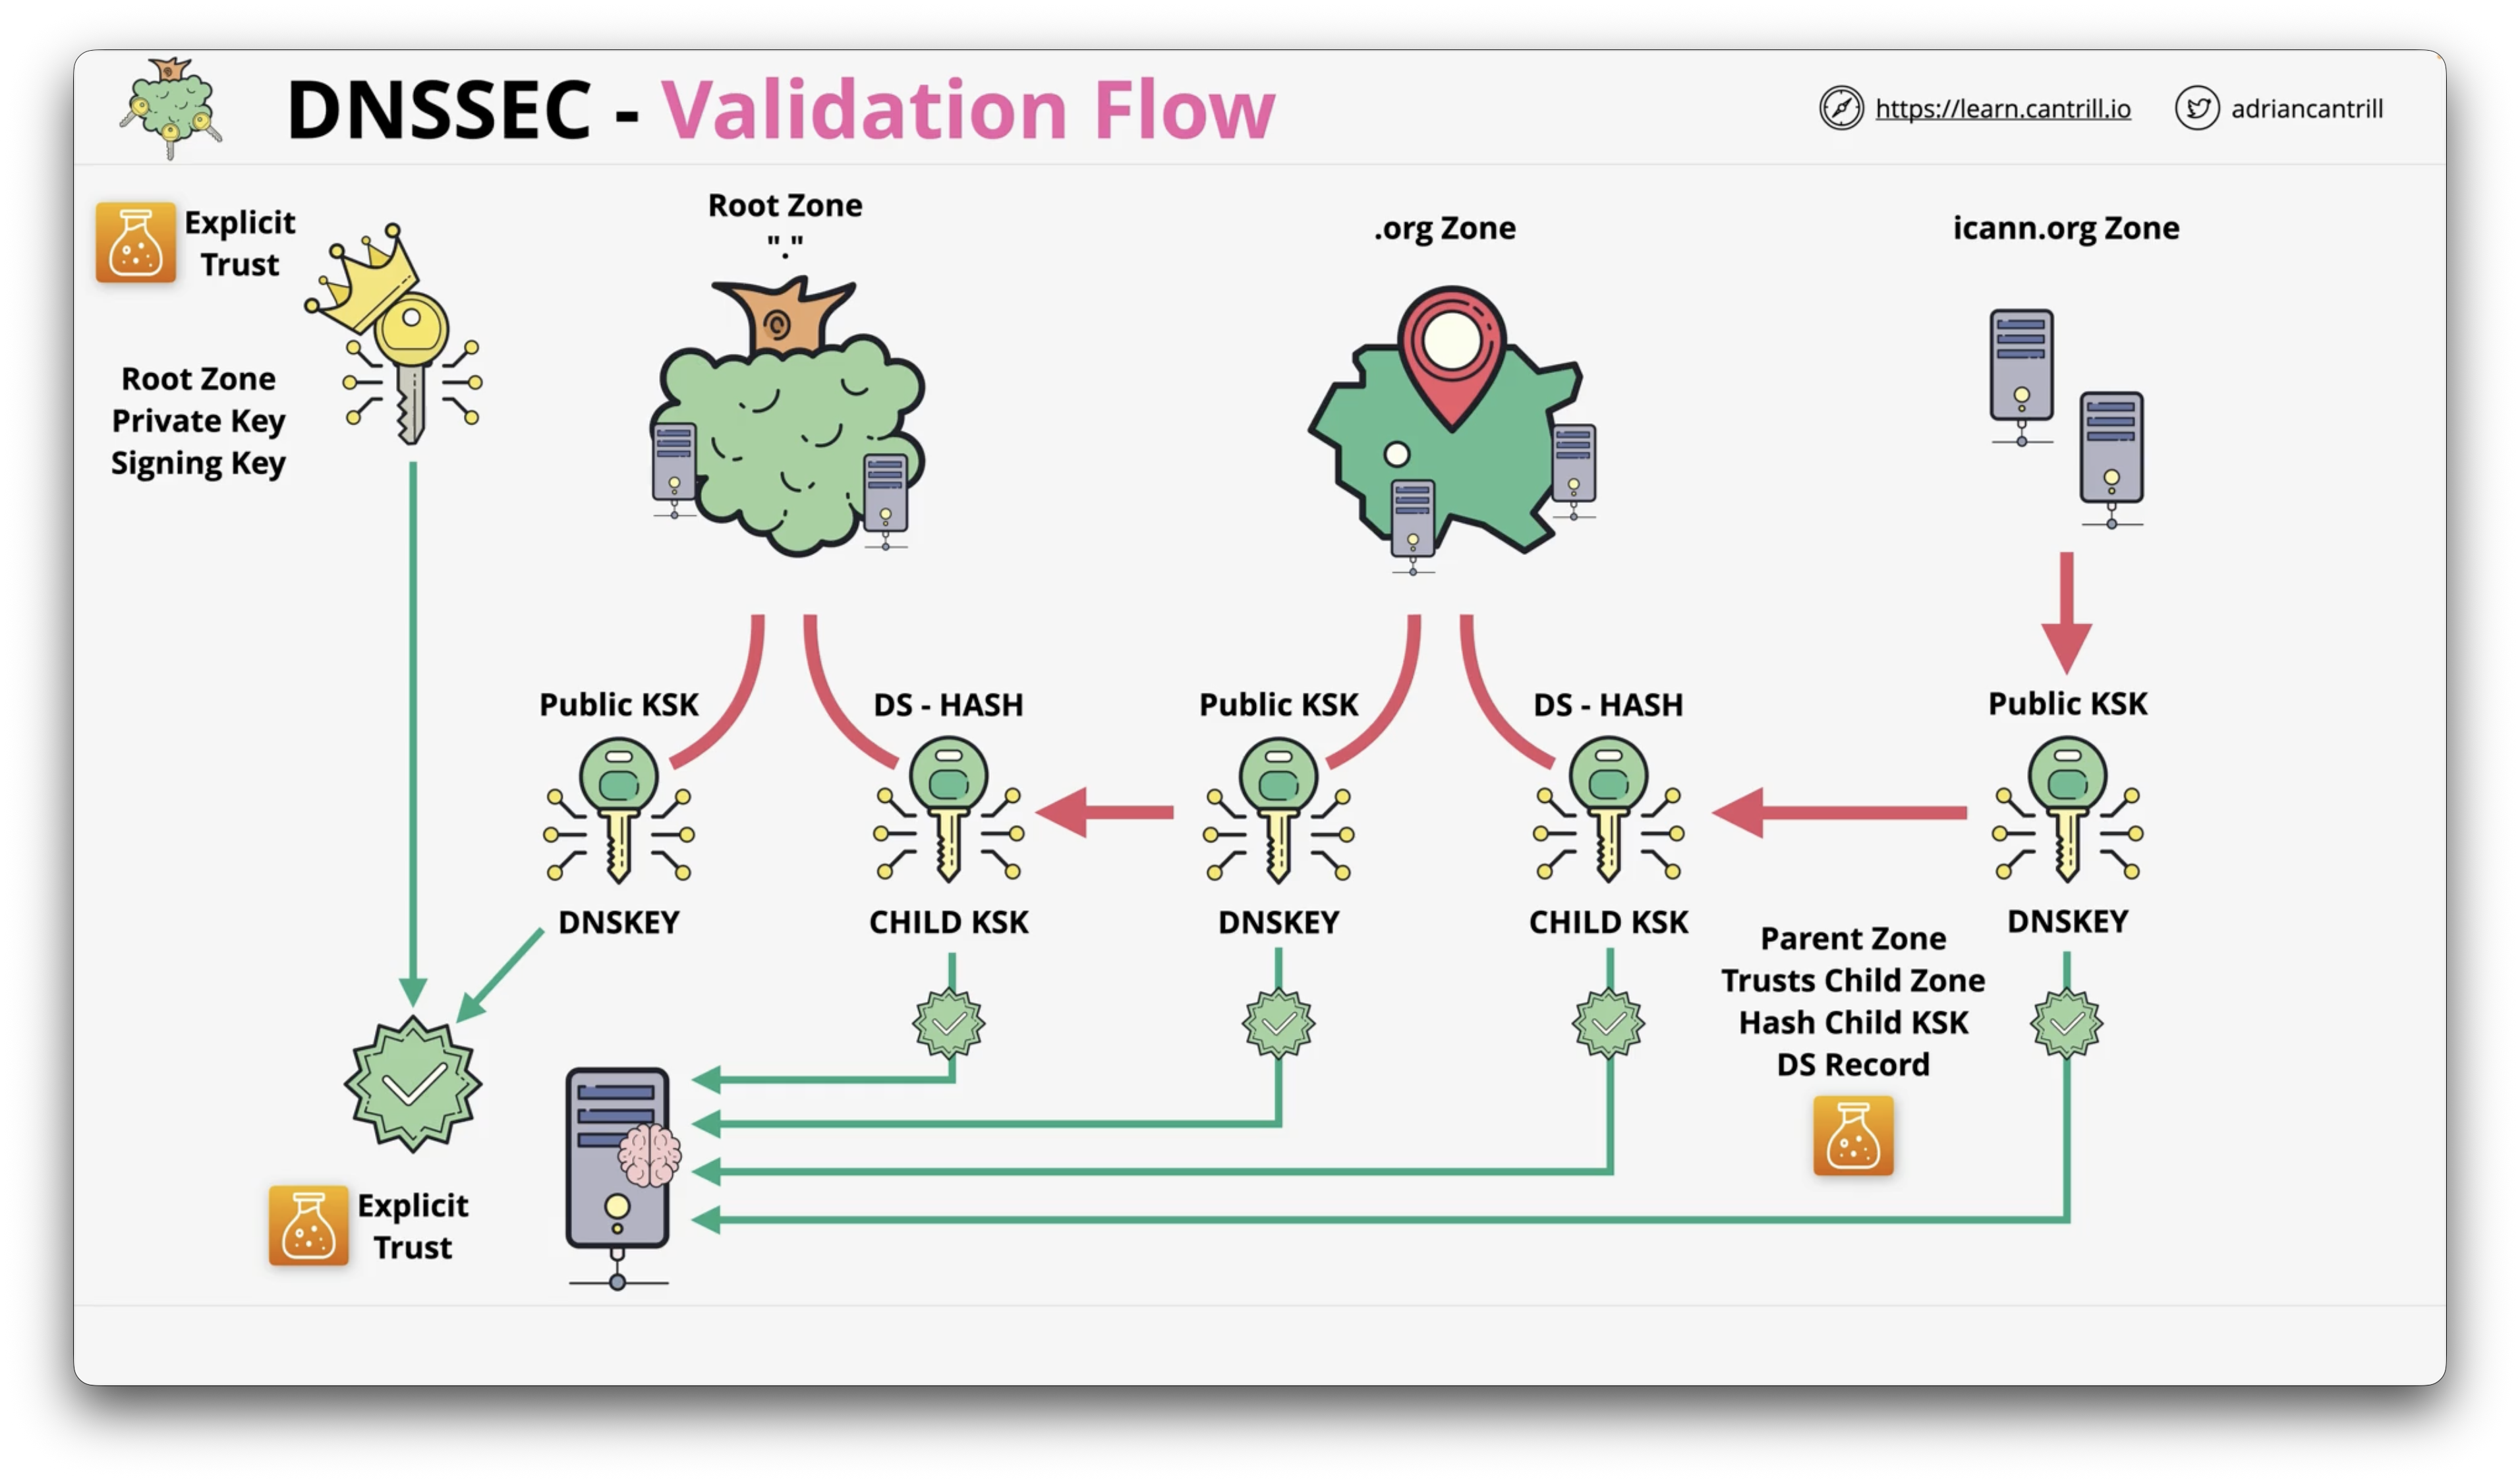 DNSSEC - Validation Flow
https://learn.cantrill.io
adriancantrill
Explicit
Trust
Root Zone
Private Key
Signing Key
Root Zone
"."
.org Zone
icann.org Zone
Public KSK
DNSKEY
DS - HASH
CHILD KSK
Public KSK
DNSKEY
DS - HASH
CHILD KSK
Public KSK
DNSKEY
Parent Zone
Trusts Child Zone
Hash Child KSK
DS Record
Explicit
Trust